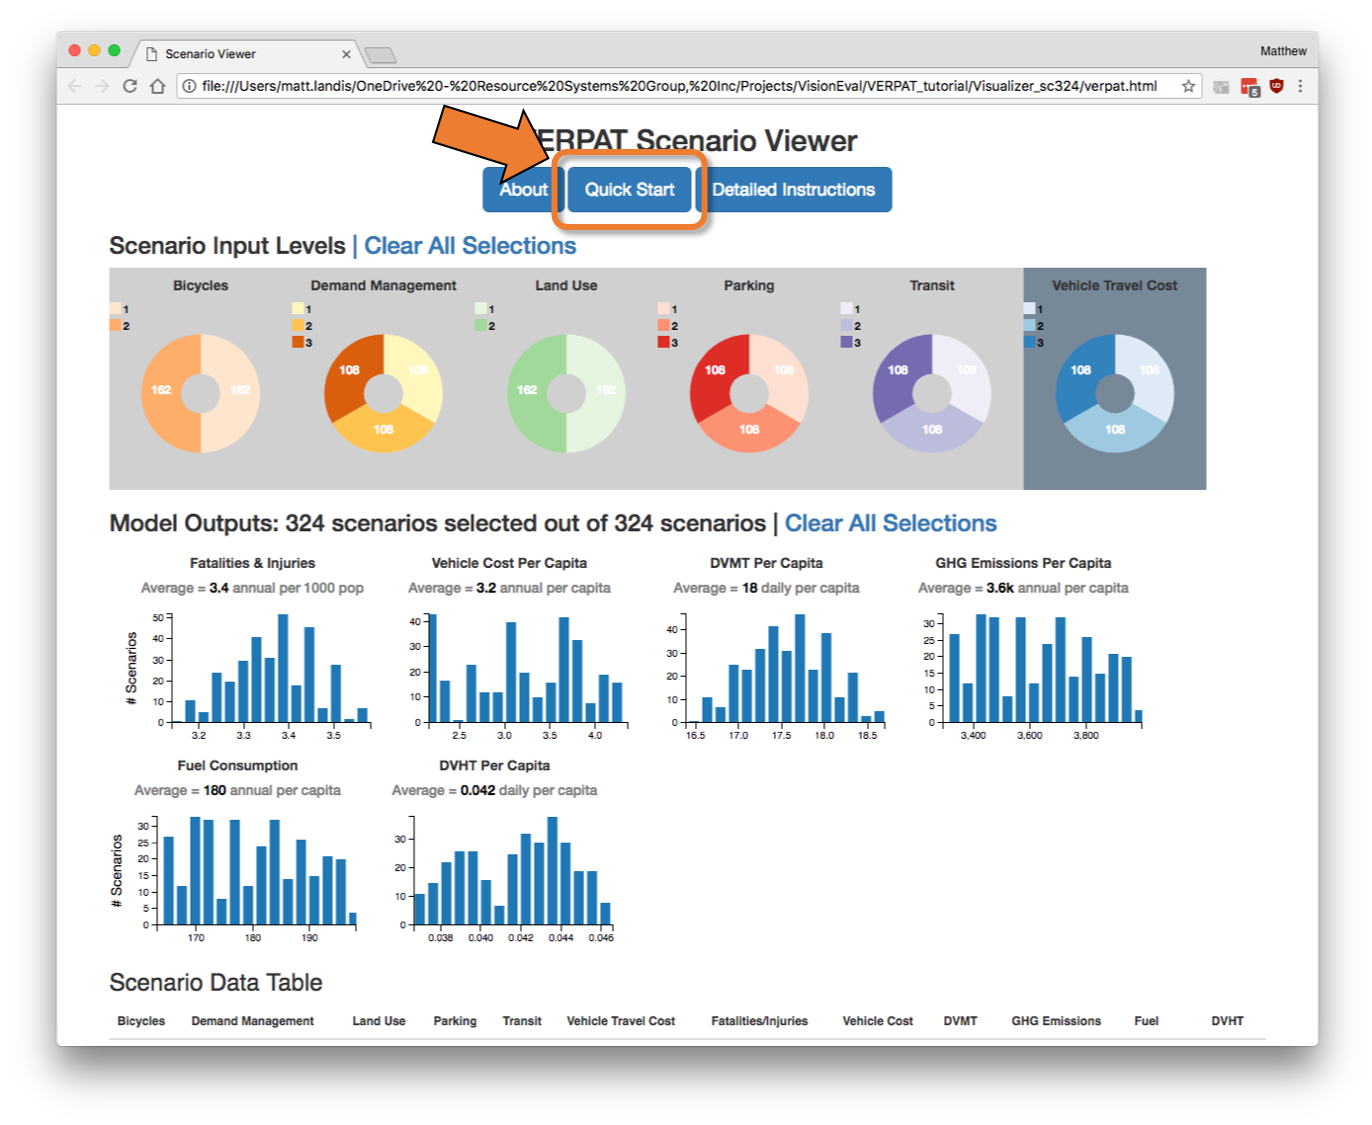 Scenario Viewer
Matthew
file:///Users/matt.landis/OneDrive%20-%20Resource%20Systems%20Group,%20Inc/Projects/VisionEval/VERPAT_tutorial/Visualizer_sc324/verpat.html
5
ERPAT Scenario Viewer
About Quick Start Detailed Instructions
Scenario Input Levels | Clear All Selections
Bicycles Demand Management Land Use Parking Transit Vehicle Travel Cost
1 1 1 1 1 1
2 2 2 2 2 2
3 3 3 3
108 108 108 108 108 108 108 108
162 162 162 162
108 108 108 108
Model Outputs: 324 scenarios selected out of 324 scenarios | Clear All Selections
Fatalities & Injuries Vehicle Cost Per Capita DVMT Per Capita GHG Emissions Per Capita
Average = 3.4 annual per 1000 pop Average = 3.2 annual per capita Average = 18 daily per capita Average = 3.6k annual per capita
# Scenarios
50 40 30 20 10 0
3.2 3.3 3.4 3.5
40 30 20 10 0
2.5 3.0 3.5 4.0
40 30 20 10 0
16.5 17.0 17.5 18.0 18.5
30 25 20 15 10 5 0
3,400 3,600 3,800
Fuel Consumption DVHT Per Capita
Average = 180 annual per capita Average = 0.042 daily per capita
# Scenarios
30 25 20 15 10 5 0
170 180 190
30 20 10 0
0.038 0.040 0.042 0.044 0.046
Scenario Data Table
Bicycles Demand Management Land Use Parking Transit Vehicle Travel Cost Fatalities/Injuries Vehicle Cost DVMT GHG Emissions Fuel DVHT